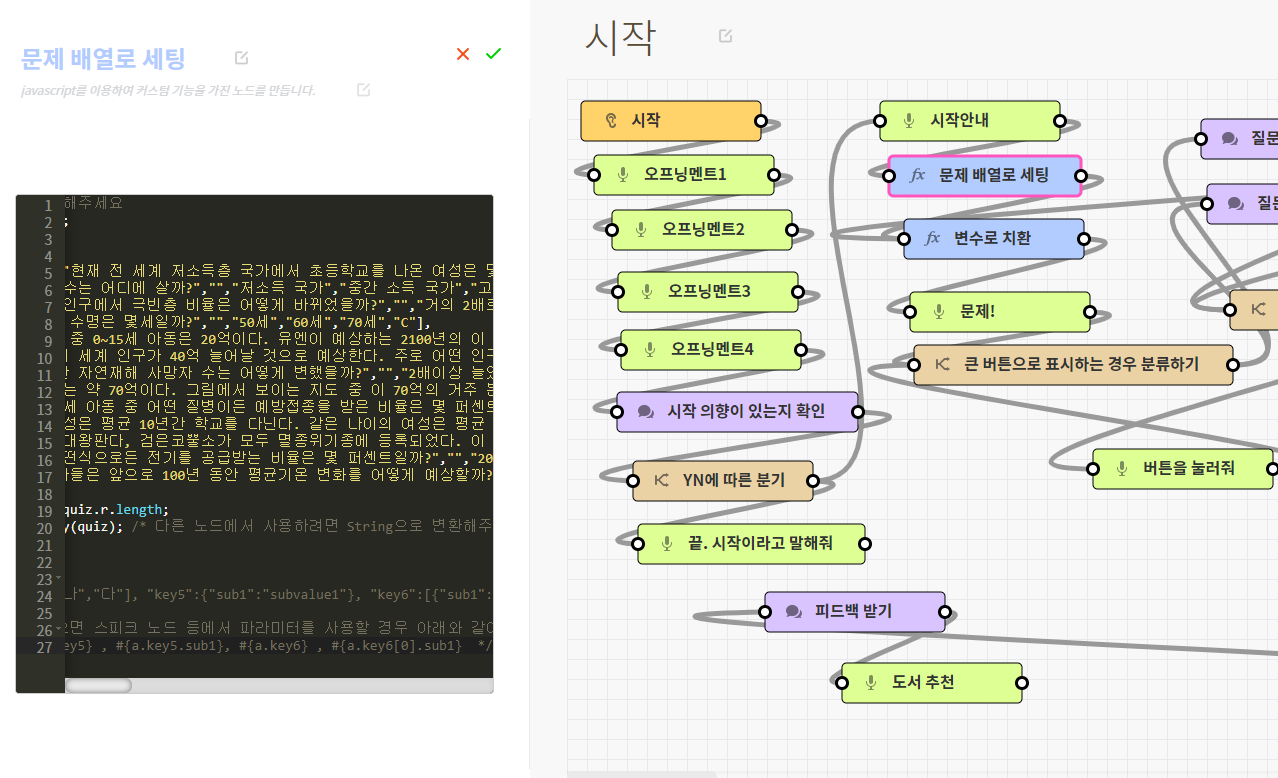 문제 배열로 세팅
javascript를 이용하여 커스텀 기능을 가진 노드를 만듭니다.
1 해주세요
2 ;
3
4
5 "현재 전 세계 저소득층 국가에서 초등학교를 나온 여성은
6 수는 어디에 살까?","","저소득 국가","중간 소득 국가","고
7 인구에서 극빈층 비율은 어떻게 바뀌었을까?","","거의 2배로
8 수명은 몇세일까?","","50세","60세","70세","C"],
9 중 0~15세 아동은 20억이다. 유엔이 예상하는 2100년의 이
10 세계 인구가 40억 늘어날 것으로 예상한다. 주로 어떤 인구
11 자연재해 사망자 수는 어떻게 변했을까?","","2배이상 늘
12 는 약 70억이다. 그림에서 보이는 지도 중 이 70억의 거주
13 세 아동 중 어떤 질병이든 예방접종을 받은 비율은 몇 퍼센
14 성은 평균 10년간 학교를 다닌다. 같은 나이의 여성은 평균
15 대왕판다, 검은코뿔소가 모두 멸종위기종에 등록되었다. 이
16 전식으로든 전기를 공급받는 비율은 몇 퍼센트일까?","","20
17 들은 앞으로 100년 동안 평균기온 변화를 어떻게 예상할까?
18
19 quiz.r.length;
20 y(quiz); /* 다른 노드에서 사용하려면 String으로 변환해주
21
22
23
24 나","다"], "key5":{"sub1":"subvalue1"}, "key6":[{"sub1":
25
26 으면 스피크 노드 등에서 파라미터를 사용할 경우 아래와 같이
27 ey5} , #{a.key5.sub1}, #{a.key6} , #{a.key6[0].sub1} */
시작
시작
오프닝멘트1
오프닝멘트2
오프닝멘트3
오프닝멘트4
시작 의향이 있는지 확인
YN에 따른 분기
끝. 시작이라고 말해줘
피드백 받기
도서 추천
시작안내
fx 문제 배열로 세팅
fx 변수로 치환
문제!
큰 버튼으로 표시하는 경우 분류하기
버튼을 눌러줘
질문
질문